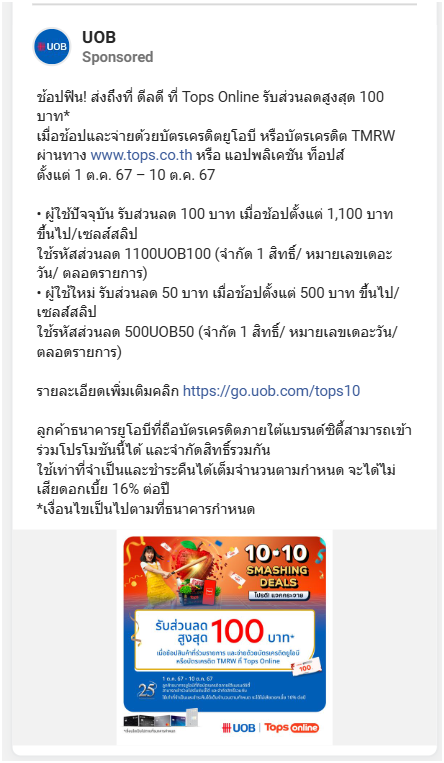 UOB
UOB
Sponsored
ช้อปฟิน! ส่งถึงที่ ดีลดี ที่ Tops Online รับส่วนลดสูงสุด 100
บาท*
เมื่อช้อปและจ่ายด้วยบัตรเครดิตยูโอบี หรือบัตรเครดิต TMRW
ผ่านทาง www.tops.co.th หรือ แอปพลิเคชัน ท็อปส์
ตั้งแต่ 1 ต.ค. 67 – 10 ต.ค. 67
• ผู้ใช้ปัจจุบัน รับส่วนลด 100 บาท เมื่อช้อปตั้งแต่ 1,100 บาท
ขึ้นไป/เซลส์สลิป
ใช้รหัสส่วนลด 1100UOB100 (จำกัด 1 สิทธิ์/ หมายเลขเดอะ
วัน/ ตลอดรายการ)
• ผู้ใช้ใหม่ รับส่วนลด 50 บาท เมื่อช้อปตั้งแต่ 500 บาท ขึ้นไป/
เซลส์สลิป
ใช้รหัสส่วนลด 500UOB50 (จำกัด 1 สิทธิ์/ หมายเลขเดอะวัน/
ตลอดรายการ)
รายละเอียดเพิ่มเติมคลิก https://go.uob.com/tops10
ลูกค้าธนาคารยูโอบีที่ถือบัตรเครดิตภายใต้แบรนด์ซิตี้สามารถเข้า
ร่วมโปรโมชันนี้ได้ และจำกัดสิทธิ์รวมกัน
ใช้เท่าที่จำเป็นและชำระคืนได้เต็มจำนวนตามกำหนด จะได้ไม่
เสียดอกเบี้ย 16% ต่อปี
*เงื่อนไขเป็นไปตามที่ธนาคารกำหนด
10•10
SMASHING
DEALS
โปรดี! แจกกระจาย
รับส่วนลด
สูงสุด 100 บาท*
เมื่อช้อปสินค้าที่ร่วมรายการ และจ่ายด้วยบัตรเครดิตยูโอบี
หรือบัตรเครดิต TMRW ที่ Tops Online
100.-
1 ต.ค. 67 - 10 ต.ค. 67
25
UOB | Tops online